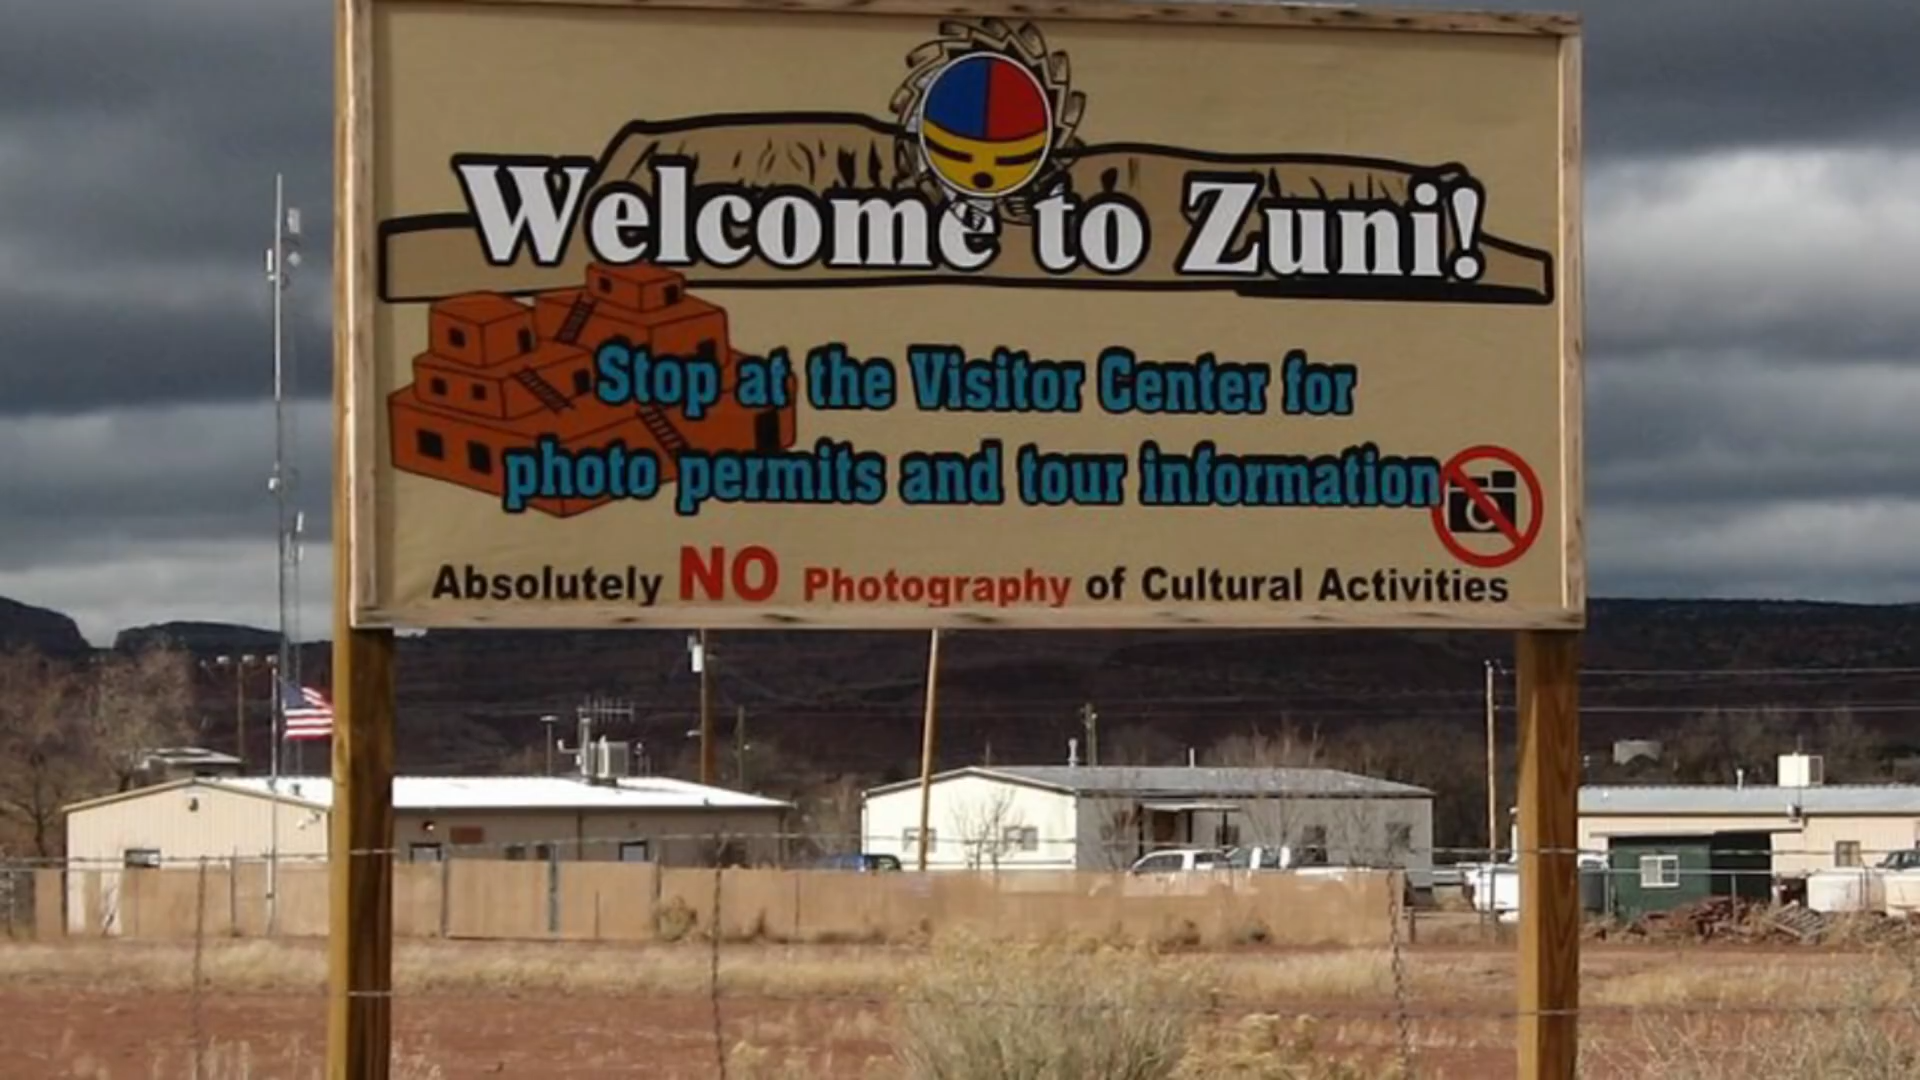 Welcome to Zuni!
Stop at the Visitor Center for
photo permits and tour information
Absolutely NO Photography of Cultural Activities